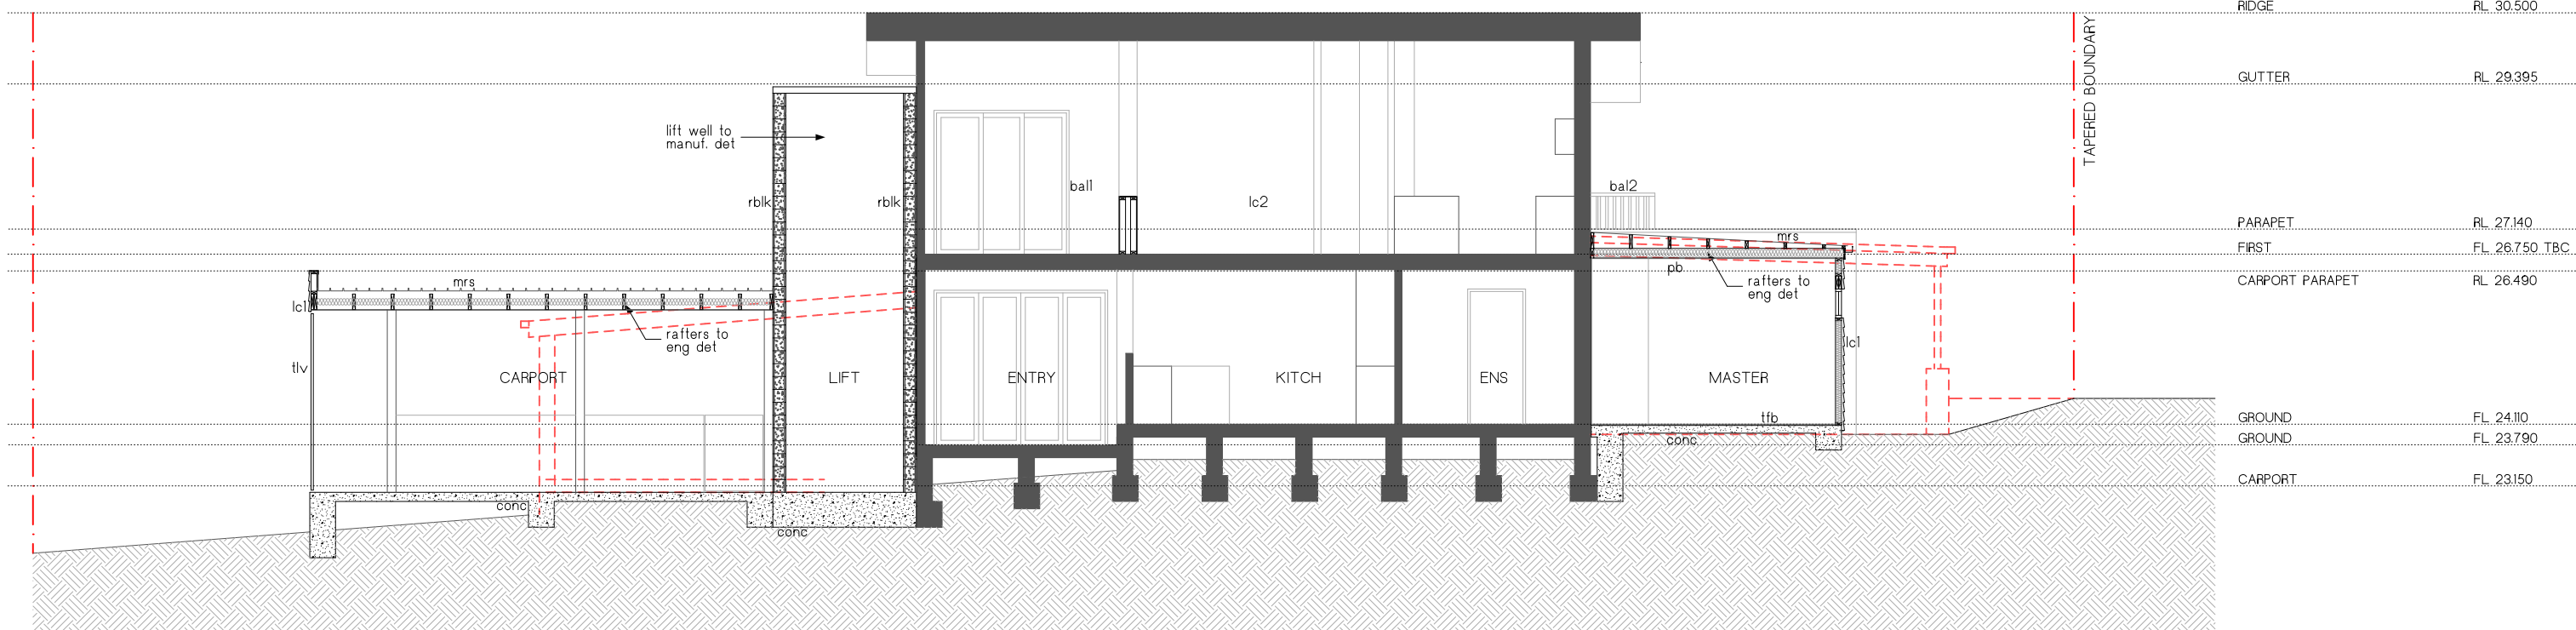 RIDGE RL 30.500
TAPERED BOUNDARY
GUTTER RL 29.395
lift well to
manuf. det
rblk
rblk
bal1
lc2
bal2
PARAPET RL 27.140
mrs
FIRST FL 26.750 TBC
pb
rafters to
eng det
CARPORT PARAPET RL 26.490
mrs
lc1
rafters to
eng det
lc1
tlv
CARPORT
LIFT
ENTRY
KITCH
ENS
MASTER
tfb
GROUND FL 24.110
conc
GROUND FL 23.790
CARPORT FL 23.150
conc
conc